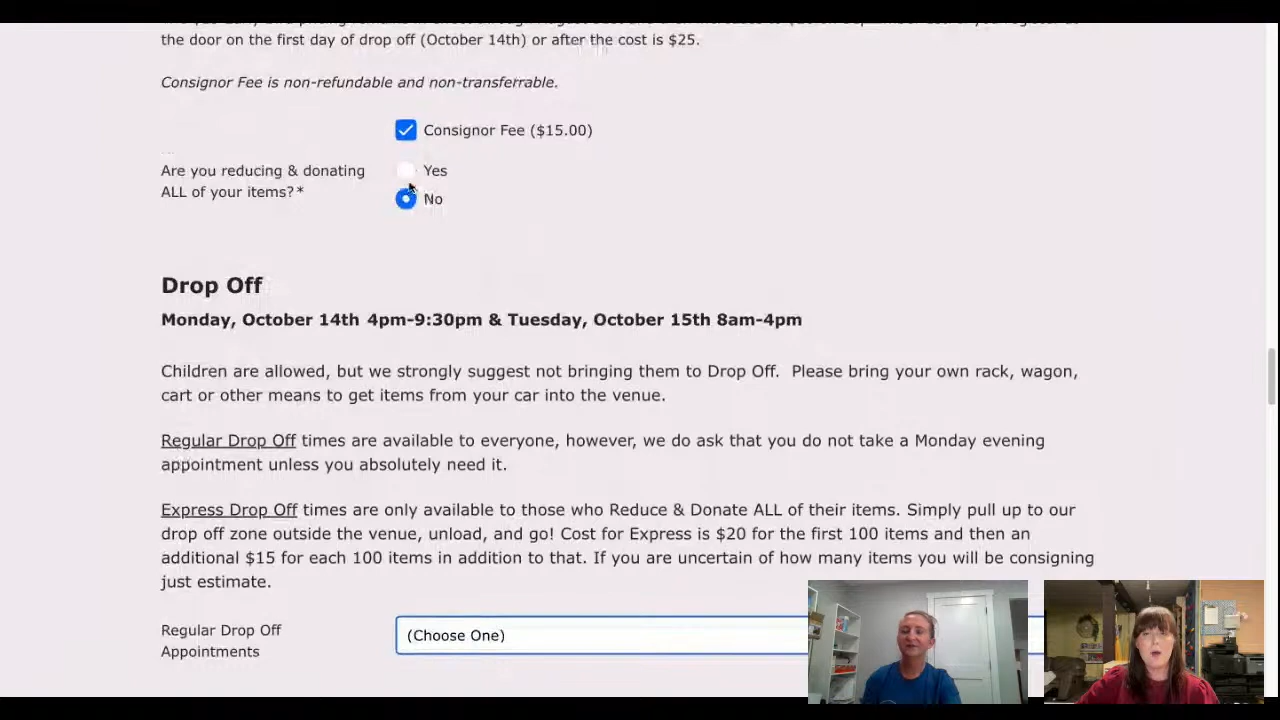 the door on the first day of drop off (October 14th) or after the cost is $25.
Consignor Fee is non-refundable and non-transferrable.
Consignor Fee ($15.00)
Are you reducing & donating
ALL of your items?*
Yes
No
Drop Off
Monday, October 14th 4pm-9:30pm & Tuesday, October 15th 8am-4pm
Children are allowed, but we strongly suggest not bringing them to Drop Off.  Please bring your own rack, wagon,
cart or other means to get items from your car into the venue.
Regular Drop Off times are available to everyone, however, we do ask that you do not take a Monday evening
appointment unless you absolutely need it.
Express Drop Off times are only available to those who Reduce & Donate ALL of their items. Simply pull up to our
drop off zone outside the venue, unload, and go! Cost for Express is $20 for the first 100 items and then an
additional $15 for each 100 items in addition to that. If you are uncertain of how many items you will be consigning
just estimate.
Regular Drop Off
Appointments
(Choose One)